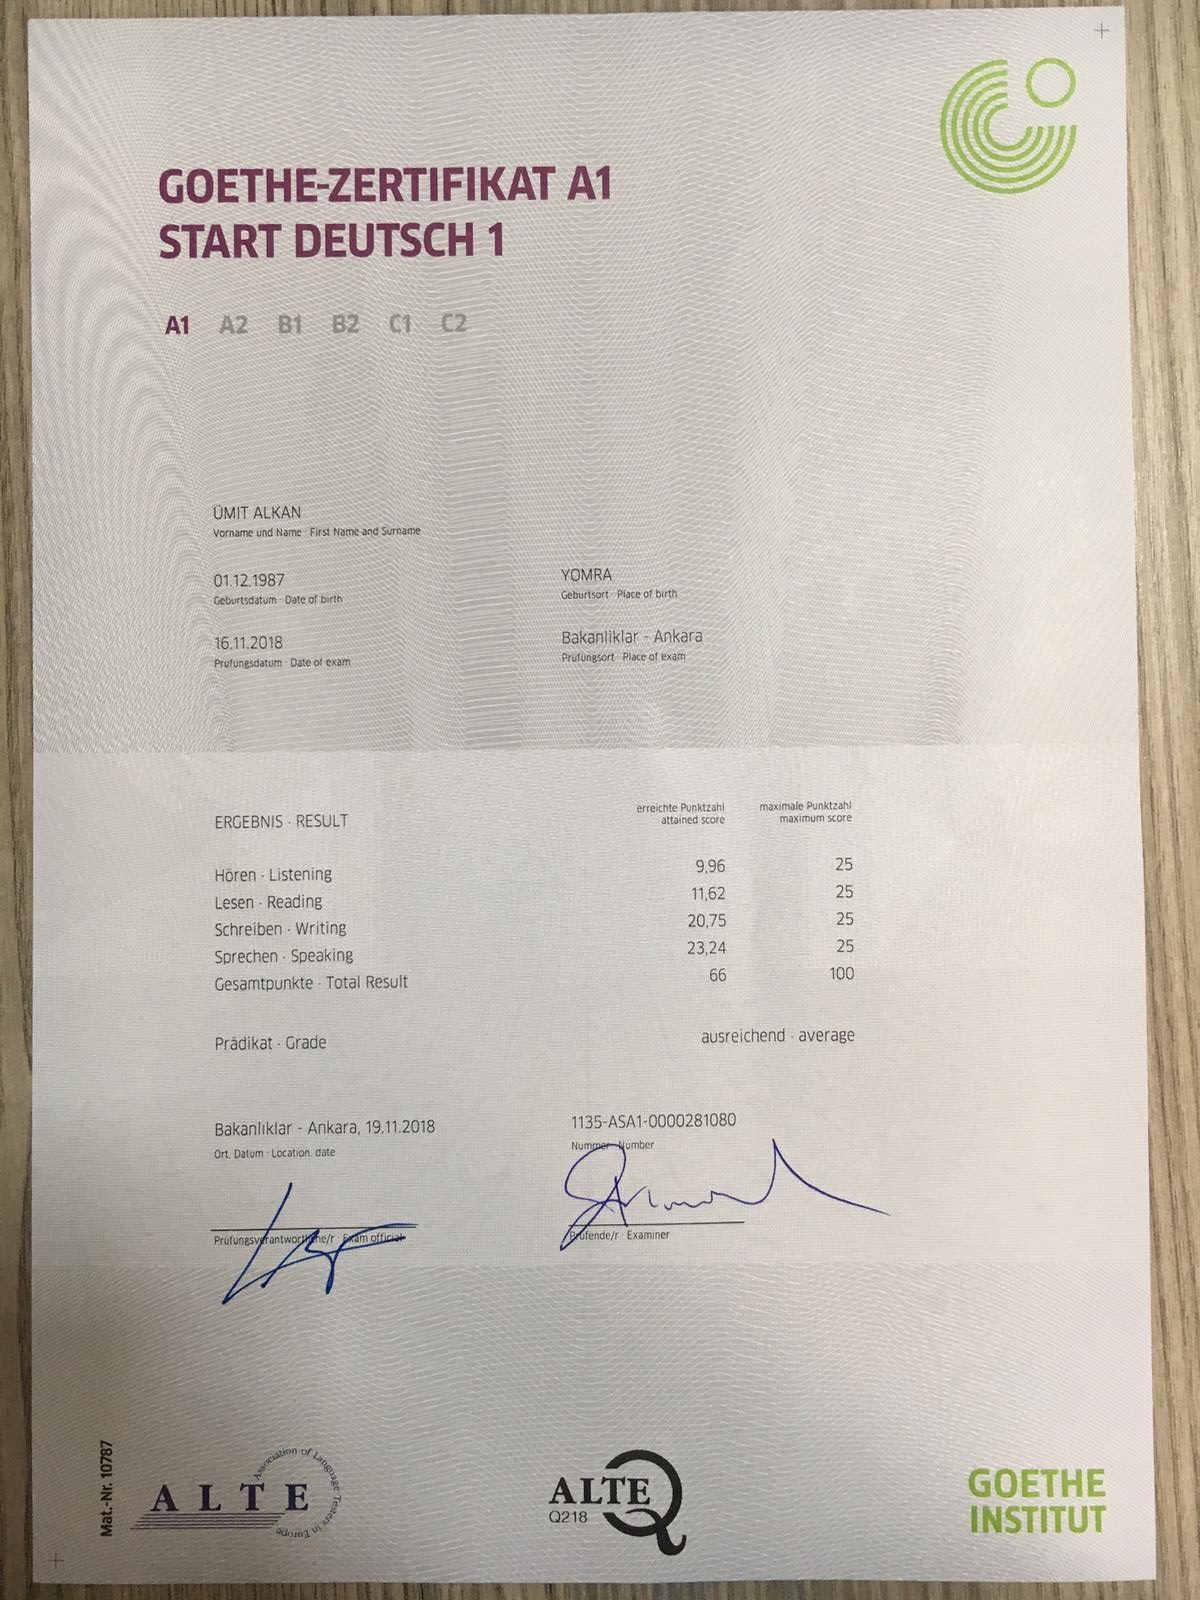 GOETHE-ZERTIFIKAT A1
START DEUTSCH 1
A1 A2 B1 B2 C1 C2
ÜMIT ALKAN
Vorname und Name · First Name and Surname
01.12.1987
Geburtsdatum · Date of birth
YOMRA
Geburtsort · Place of birth
16.11.2018
Prüfungsdatum · Date of exam
Bakanliklar - Ankara
Prüfungsort · Place of exam
ERGEBNIS · RESULT
erreichte Punktzahl
attained score
maximale Punktzahl
maximum score
Hören · Listening 9,96 25
Lesen · Reading 11,62 25
Schreiben · Writing 20,75 25
Sprechen · Speaking 23,24 25
Gesamtpunkte · Total Result 66 100
Prädikat · Grade ausreichend · average
Bakanlıklar - Ankara, 19.11.2018
Ort, Datum · Location, date
1135-ASA1-0000281080
Nummer · Number
Prüfungsverantwortliche/r · Exam official
Prüfende/r · Examiner
Mat.-Nr. 10787
ALTE
Association of Language Testers in Europe
ALTE
Q218
GOETHE
INSTITUT